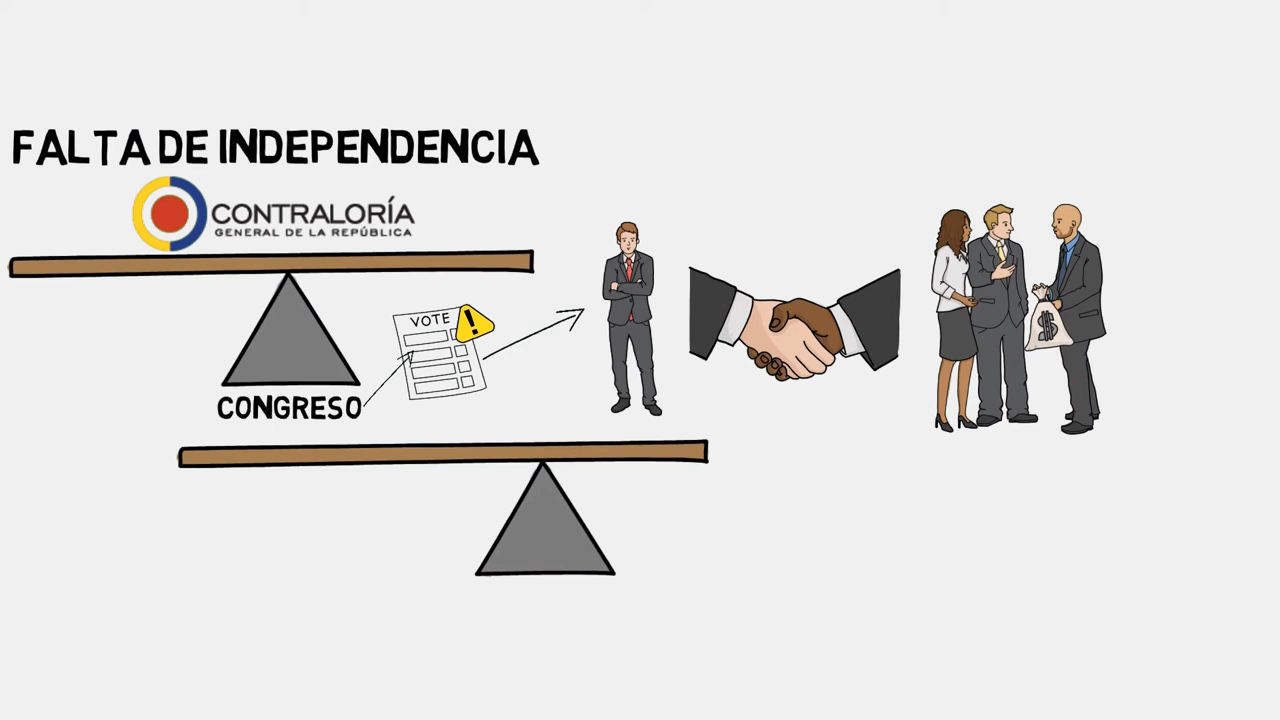 FALTA DE INDEPENDENCIA
CONTRALORÍA
GENERAL DE LA REPÚBLICA
VOTE
!
CONGRESO
$